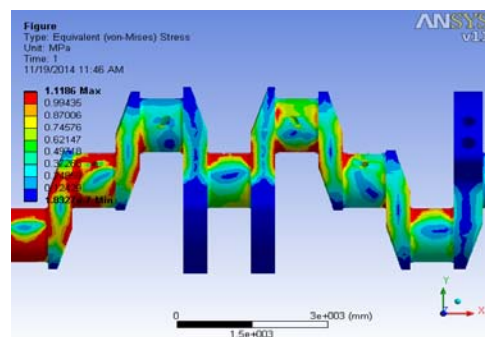 Figure
Type: Equivalent (von-Mises) Stress
Unit: MPa
Time: 1
11/19/2014 11:46 AM
ANSYS
1.1186 Max
0.99435
0.87006
0.74576
0.62147
Min
0
3e+003 (mm)
1.5e+003
Y
X